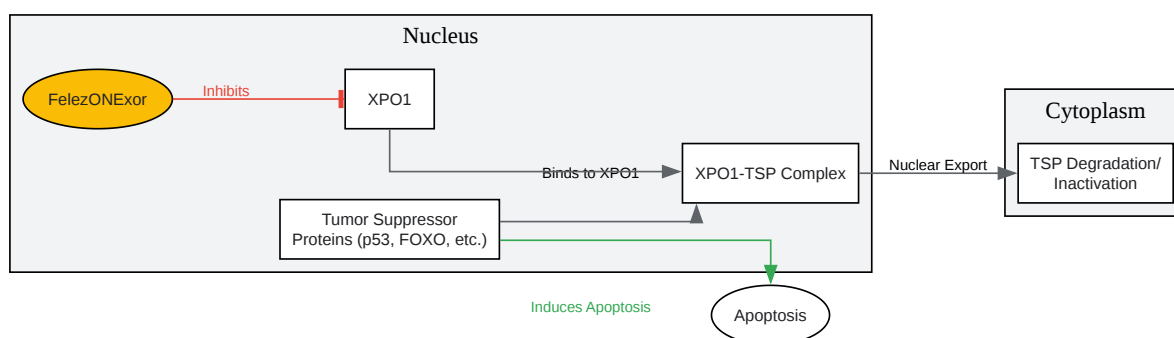 Nucleus
FelezONExor
Inhibits
XPO1
Cytoplasm
Binds to XPO1
XPO1-TSP Complex
Nuclear Export
TSP Degradation/
Inactivation
Tumor Suppressor
Proteins (p53, FOXO, etc.)
Induces Apoptosis
Apoptosis